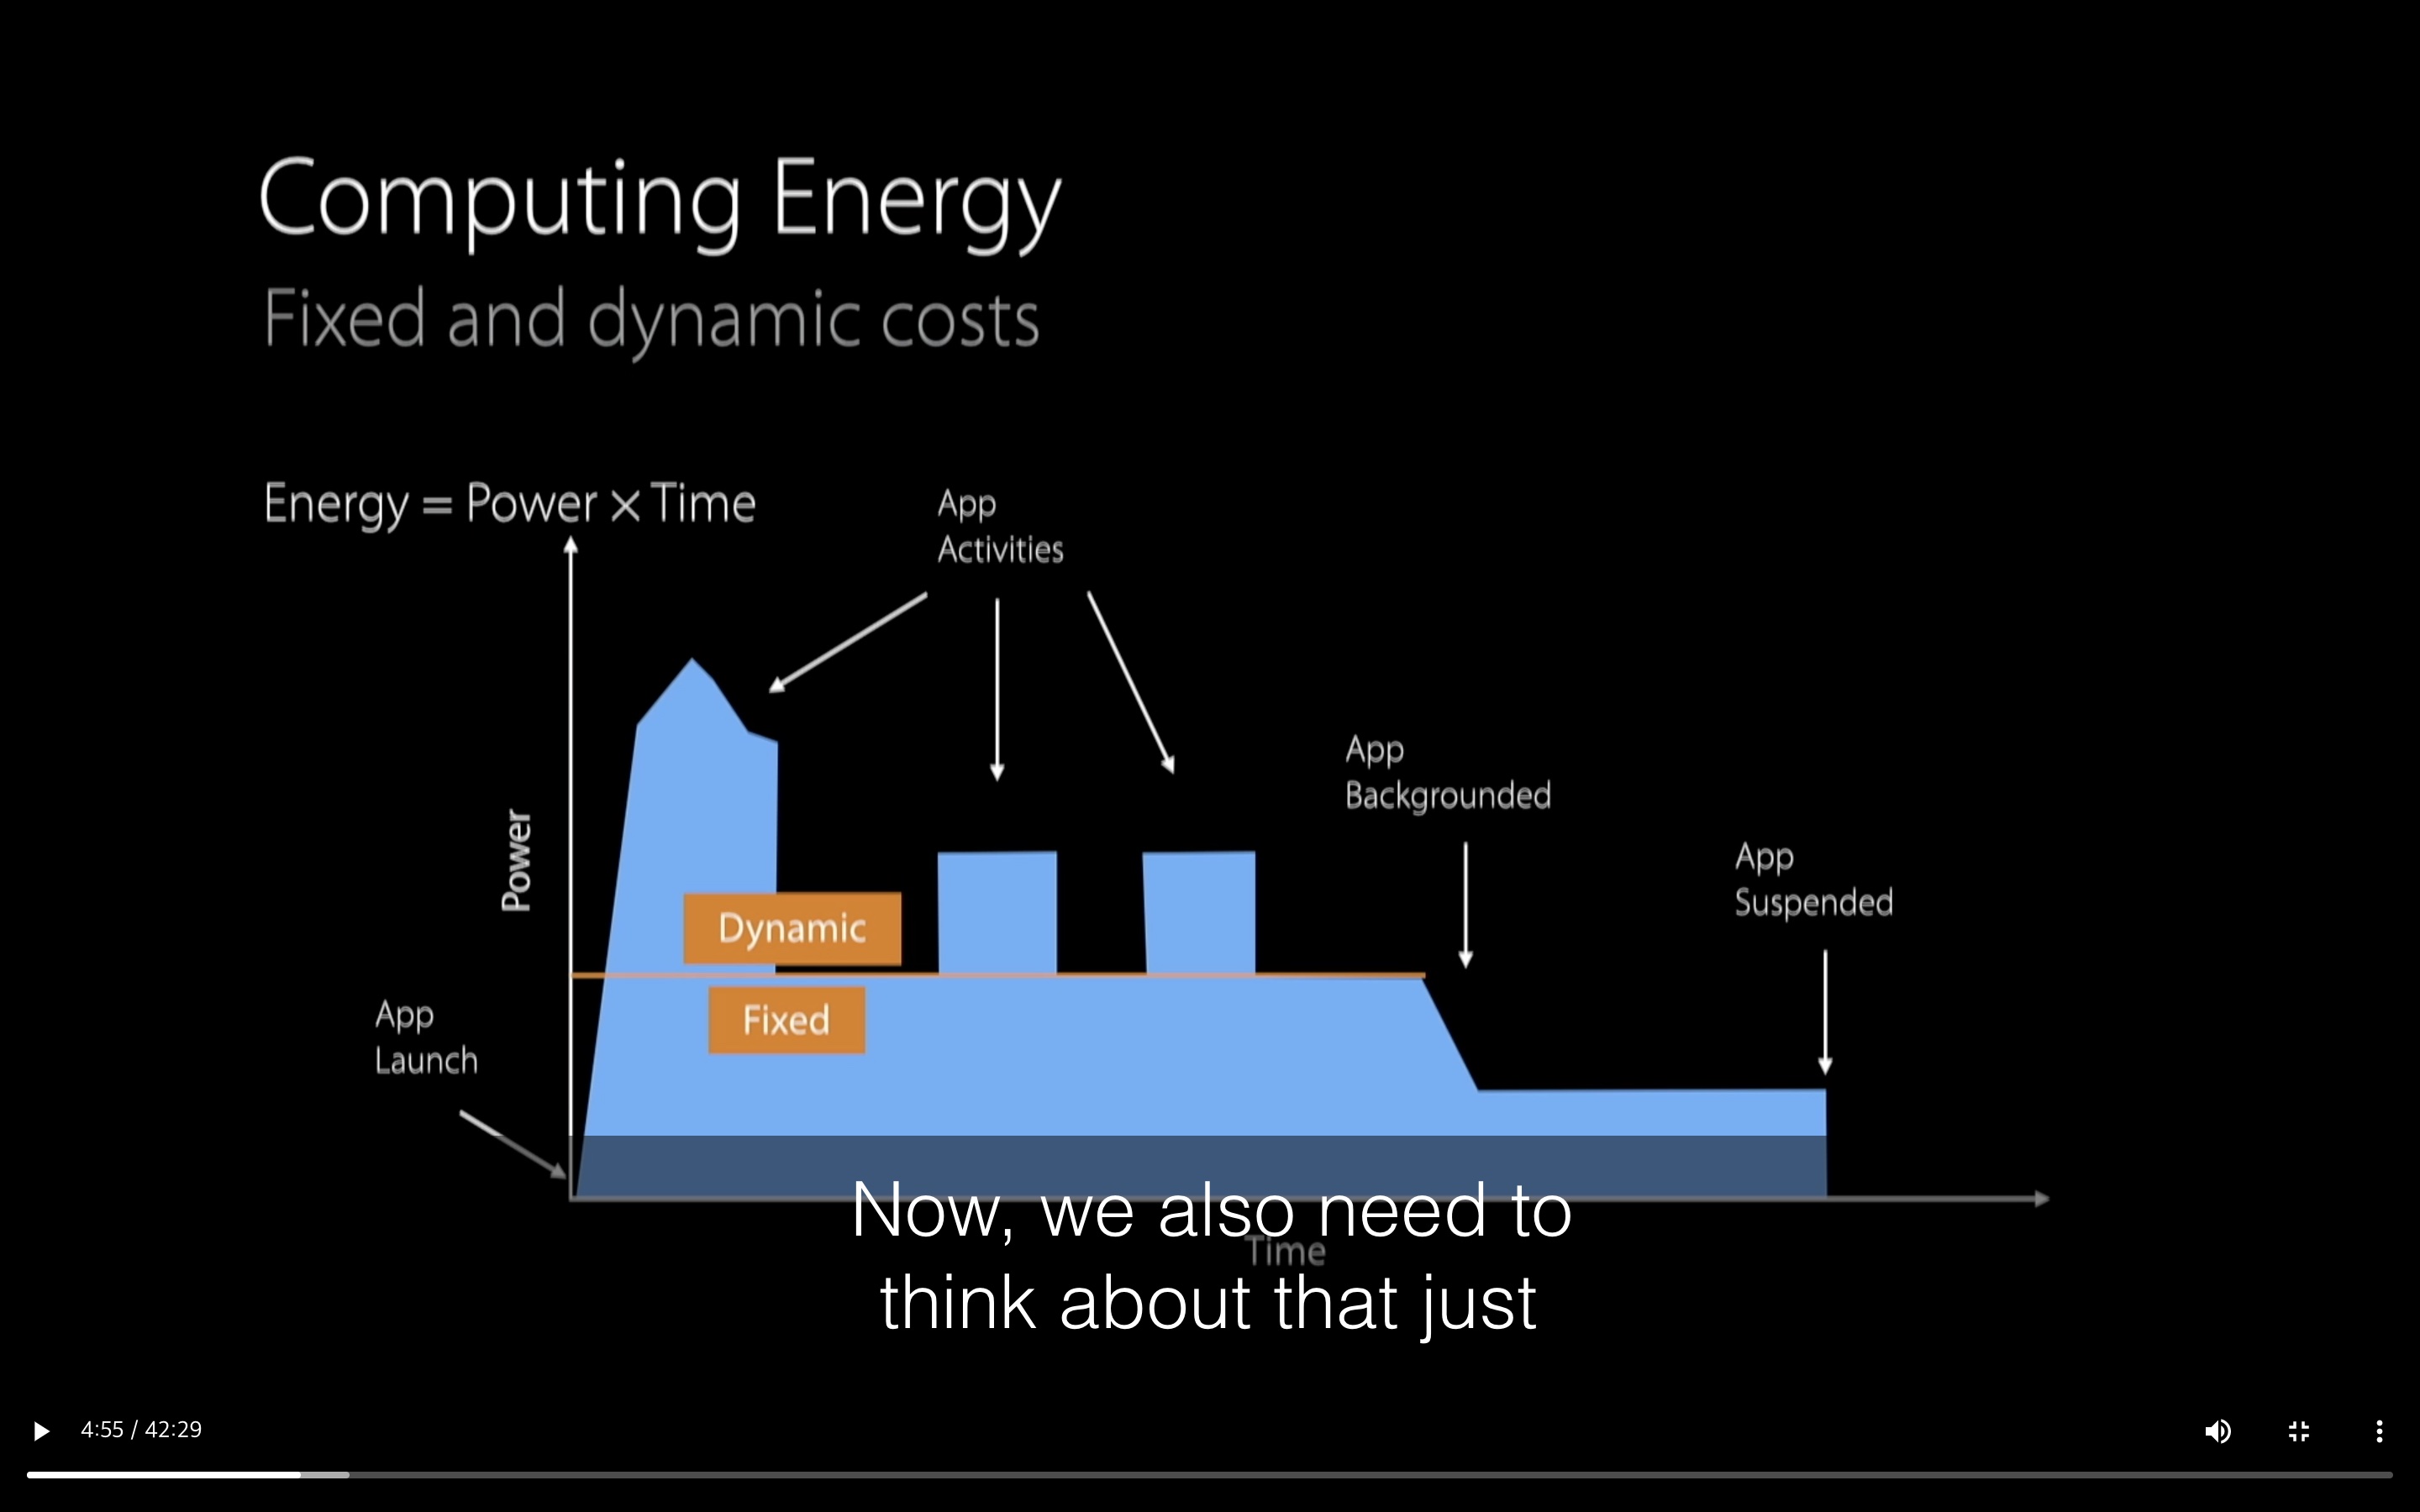 Computing Energy
Fixed and dynamic costs
Energy = Power × Time
App
Activities
App
Backgrounded
App
Suspended
Power
Dynamic
Fixed
App
Launch
Time
Now, we also need to
think about that just
4:55 / 42:29